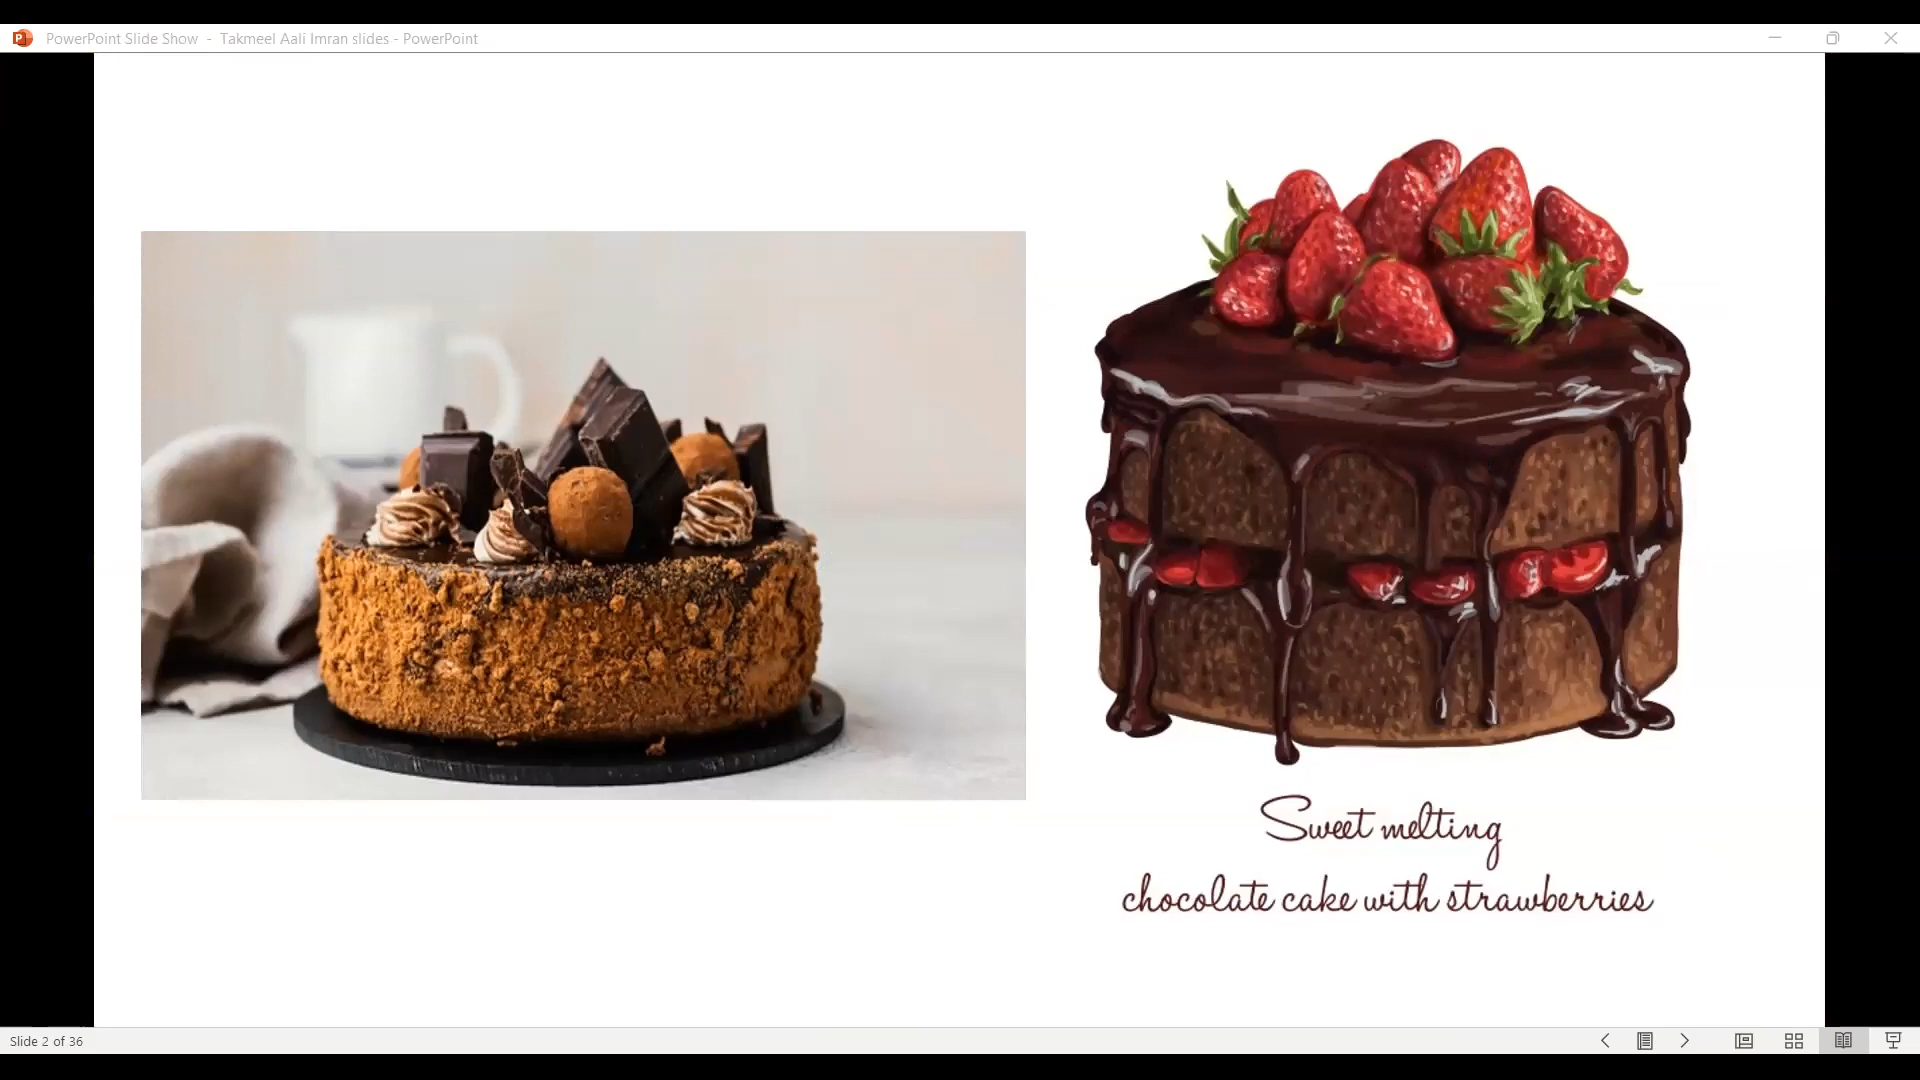 PowerPoint Slide Show - Takmeel Aali Imran slides - PowerPoint
Sweet melting
chocolate cake with strawberries
Slide 2 of 36